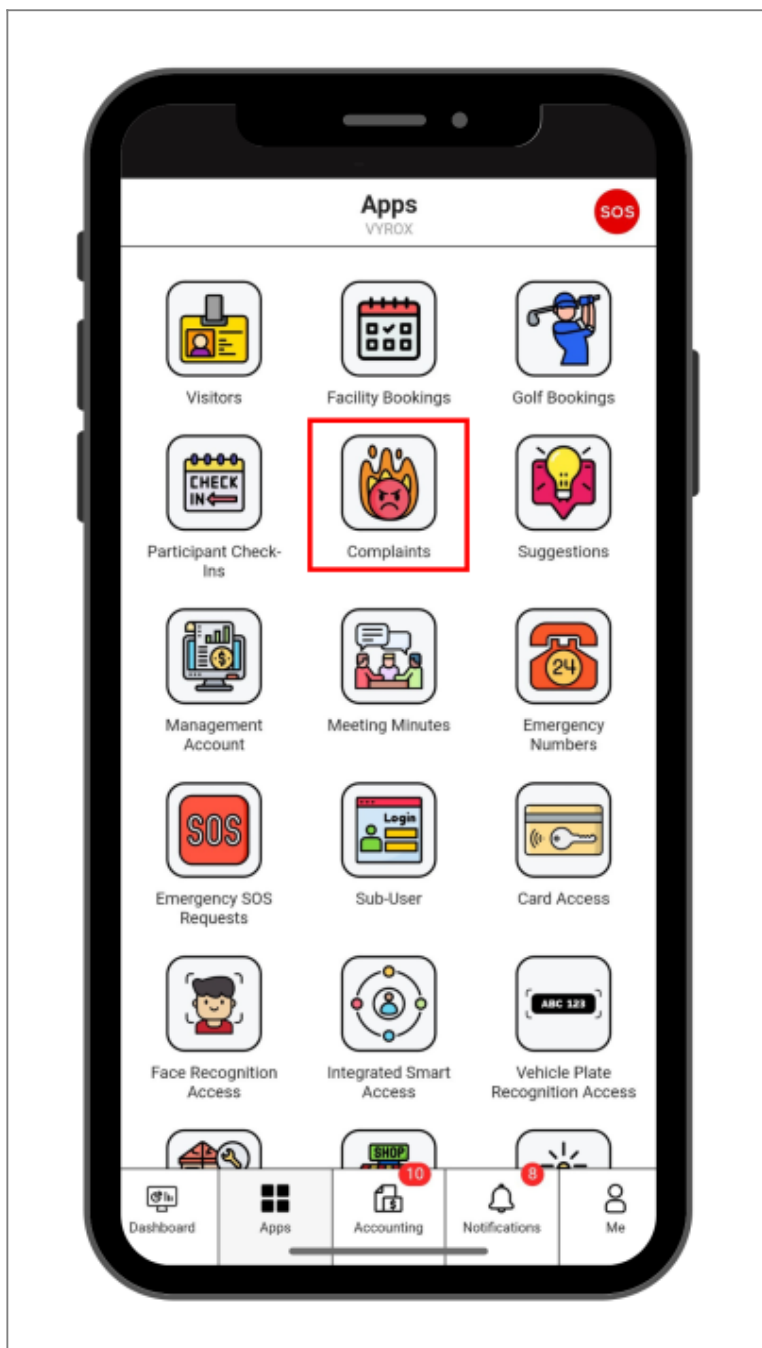 Apps
VYROX
SOS
Visitors
Facility Bookings
Golf Bookings
CHECK
IN
Participant Check-
Ins
Complaints
Suggestions
24
Management
Account
Meeting Minutes
Emergency
Numbers
SOS
Login
Emergency SOS
Requests
Sub-User
Card Access
ABC 123
Face Recognition
Access
Integrated Smart
Access
Vehicle Plate
Recognition Access
SHOP
10
8
Dashboard
Apps
Accounting
Notifications
Me